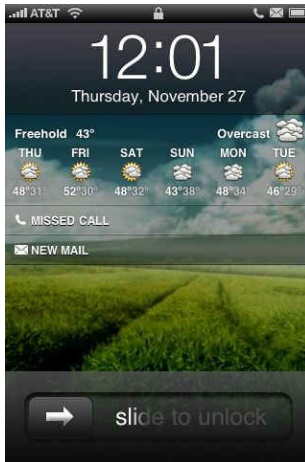 AT&T
12:01
Thursday, November 27
Freehold 43° Overcast
THU FRI SAT SUN MON TUE
48°31° 52°30° 48°32° 43°38° 48°34° 46°29°
MISSED CALL
NEW MAIL
slide to unlock